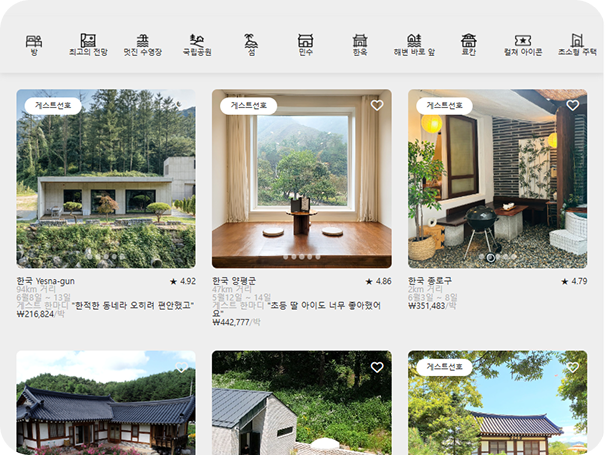 방
최고의 전망
멋진 수영장
국립공원
섬
민수
한옥
해변 바로 앞
료칸
컬쳐 아이콘
초소형 주택
게스트선호
게스트선호
게스트선호
한국 Yesna-gun
★ 4.92
94km 거리
6월8일 ~ 13일
게스트 한마디 "한적한 동네라 오히려 편안했고"
₩216,824/박
한국 양평군
★ 4.86
47km 거리
5월12일 ~ 14일
게스트 한마디 "초등 딸 아이도 너무 좋아했어
요"
₩442,777/박
한국 종로구
★ 4.79
2km 거리
6월3일 ~ 8일
₩351,483/박
게스트선호